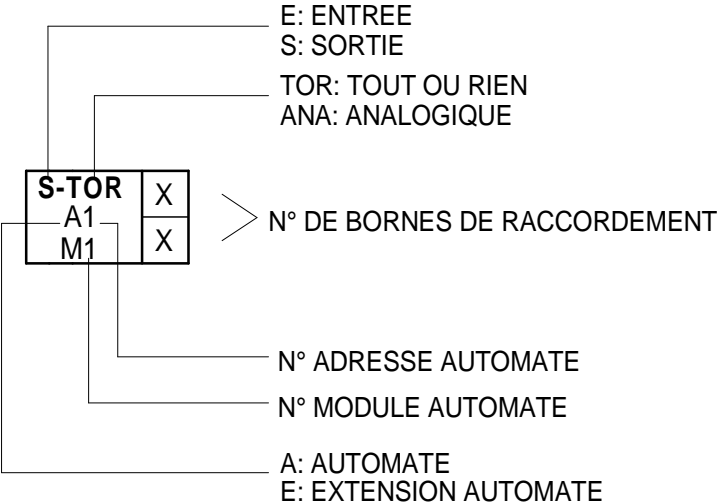 E: ENTREE
S: SORTIE
TOR: TOUT OU RIEN
ANA: ANALOGIQUE
S-TOR X
A1
M1 X
N° DE BORNES DE RACCORDEMENT
N° ADRESSE AUTOMATE
N° MODULE AUTOMATE
A: AUTOMATE
E: EXTENSION AUTOMATE